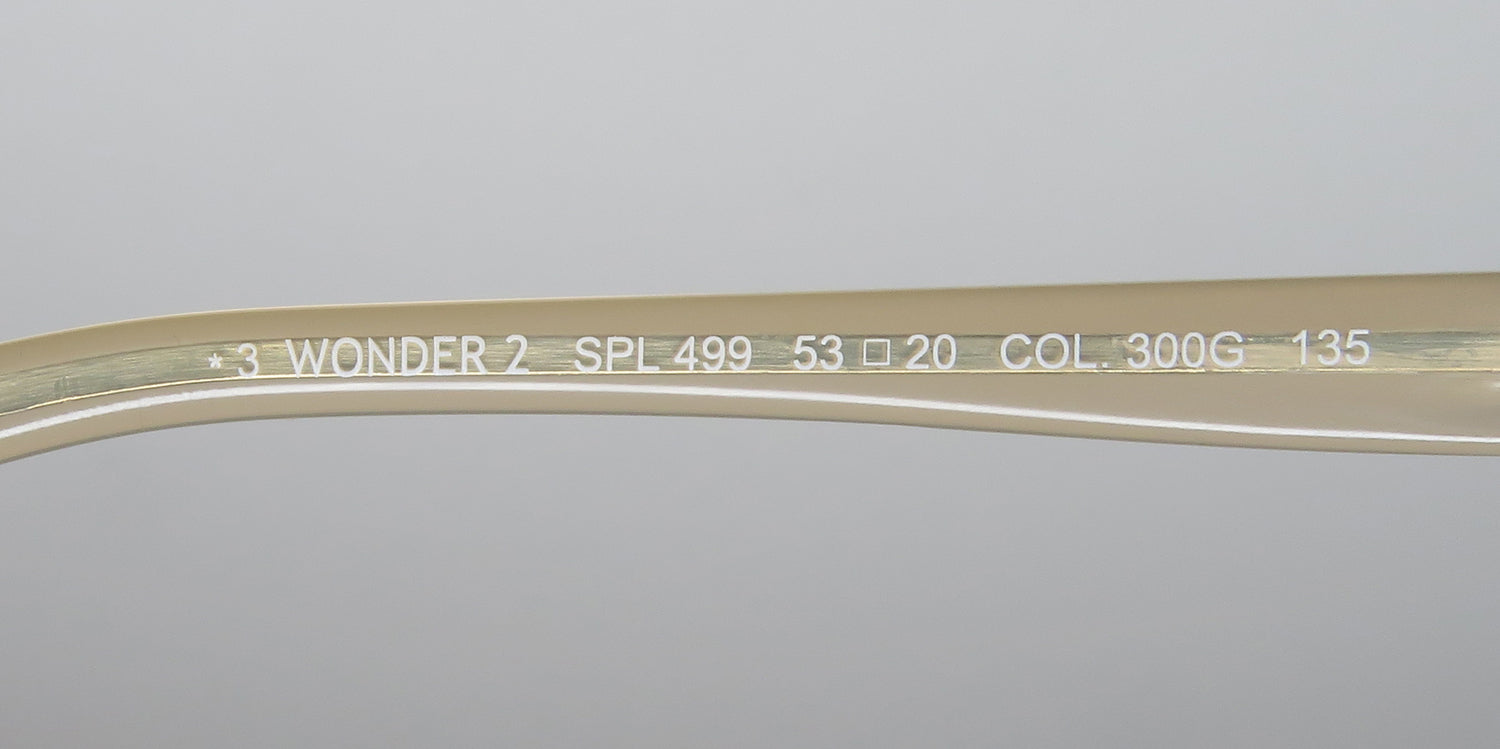 * 3 WONDER 2 SPL 499 53 □ 20 COL. 300G 135